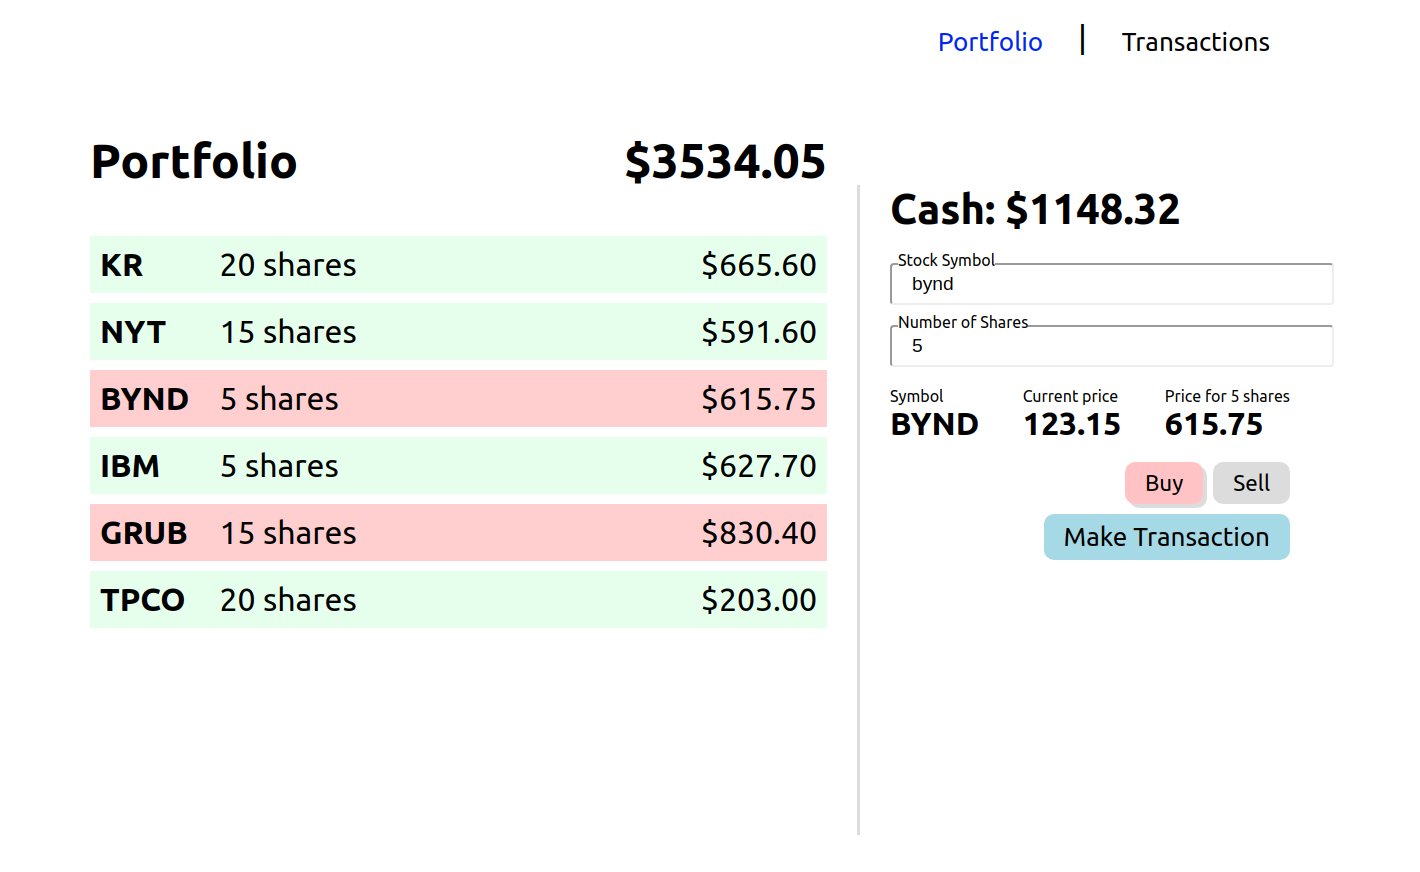 Portfolio | Transactions
Portfolio $3534.05
KR 20 shares $665.60
NYT 15 shares $591.60
BYND 5 shares $615.75
IBM 5 shares $627.70
GRUB 15 shares $830.40
TPCO 20 shares $203.00
Cash: $1148.32
Stock Symbol
bynd
Number of Shares
5
Symbol Current price Price for 5 shares
BYND 123.15 615.75
Buy Sell
Make Transaction